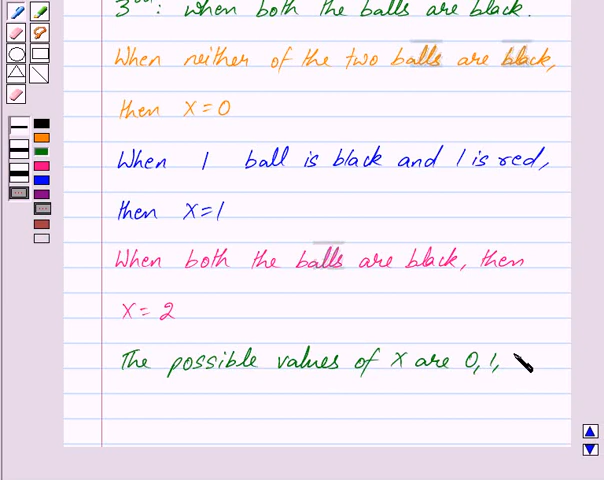 3rd: When both the balls are black.
When neither of the two balls are black,
then X=0
When 1 ball is black and 1 is red,
then X=1
When both the balls are black, then
X=2
The possible values of X are 0,1,